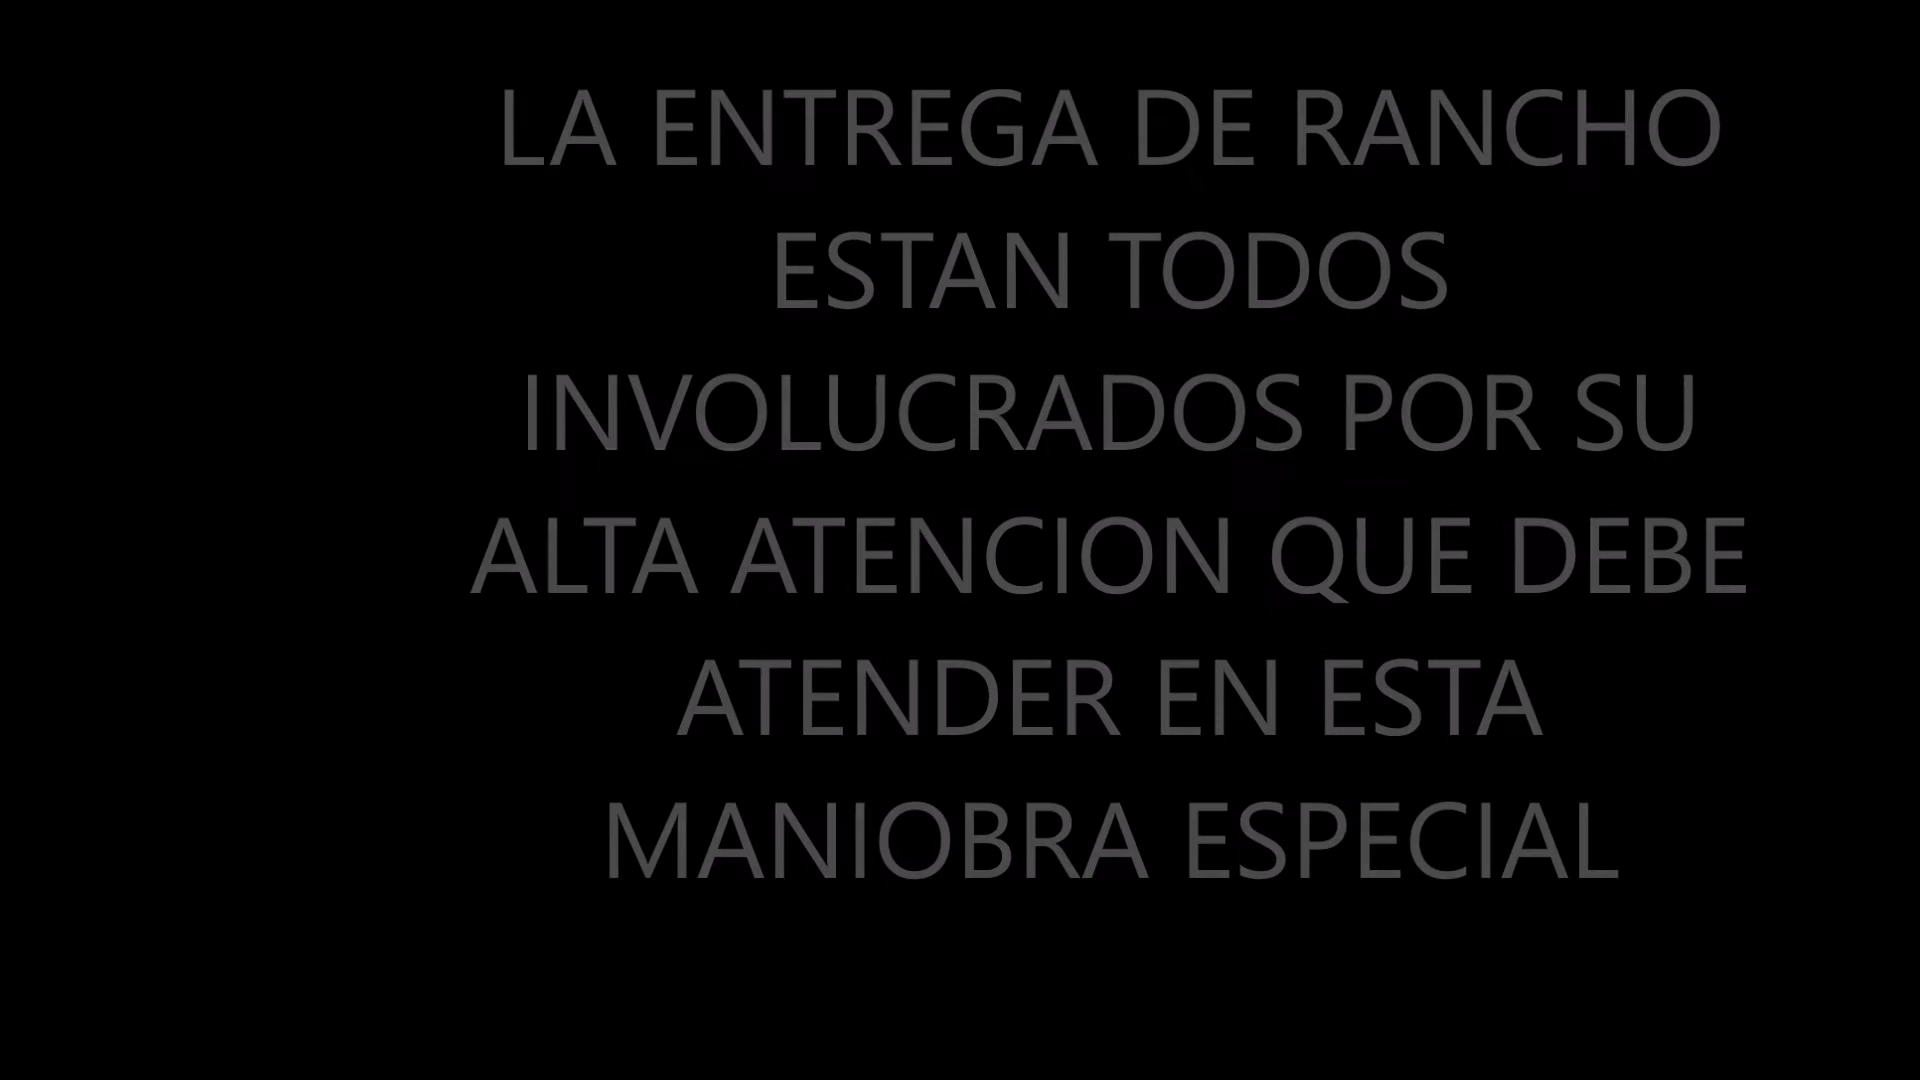 LA ENTREGA DE RANCHO
ESTAN TODOS
INVOLUCRADOS POR SU
ALTA ATENCION QUE DEBE
ATENDER EN ESTA
MANIOBRA ESPECIAL